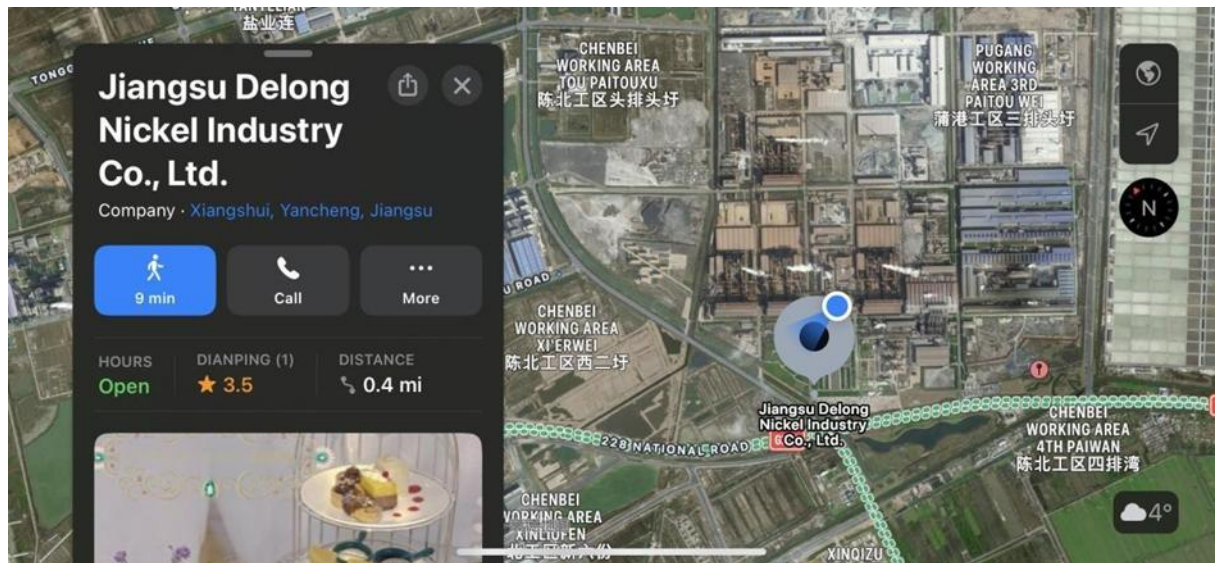 盐业连
TONGG
Jiangsu Delong
Nickel Industry
Co., Ltd.
Company · Xiangshui, Yancheng, Jiangsu
9 min
Call
More
HOURS
Open
DIANPING (1)
3.5
DISTANCE
0.4 mi
CHENBEI
WORKING AREA
TOU PAITOUXU
陈北工区头排头圩
PUGANG
WORKING
AREA 3RD
PAITOU WEI
蒲港工区三排头圩
N
U ROAD
CHENBEI
WORKING AREA
XI'ERWEI
陈北工区西二圩
Jiangsu Delong
Nickel Industry
Co., Ltd.
228 NATIONAL ROAD
CHENBEI
WORKING AREA
4TH PAIWAN
陈北工区四排湾
CHENBEI
WORKING AREA
XINLIUFEN
XINQIZU
4°